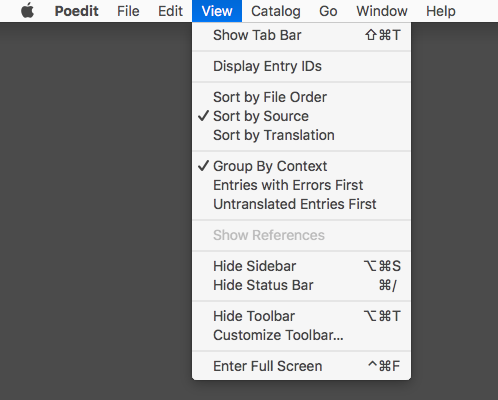 Poedit File Edit View Catalog Go Window Help
Show Tab Bar ⇧⌘T
Display Entry IDs
Sort by File Order
✓ Sort by Source
Sort by Translation
✓ Group By Context
Entries with Errors First
Untranslated Entries First
Show References
Hide Sidebar ⌥⌘S
Hide Status Bar ⌘/
Hide Toolbar ⌥⌘T
Customize Toolbar...
Enter Full Screen ^⌘F